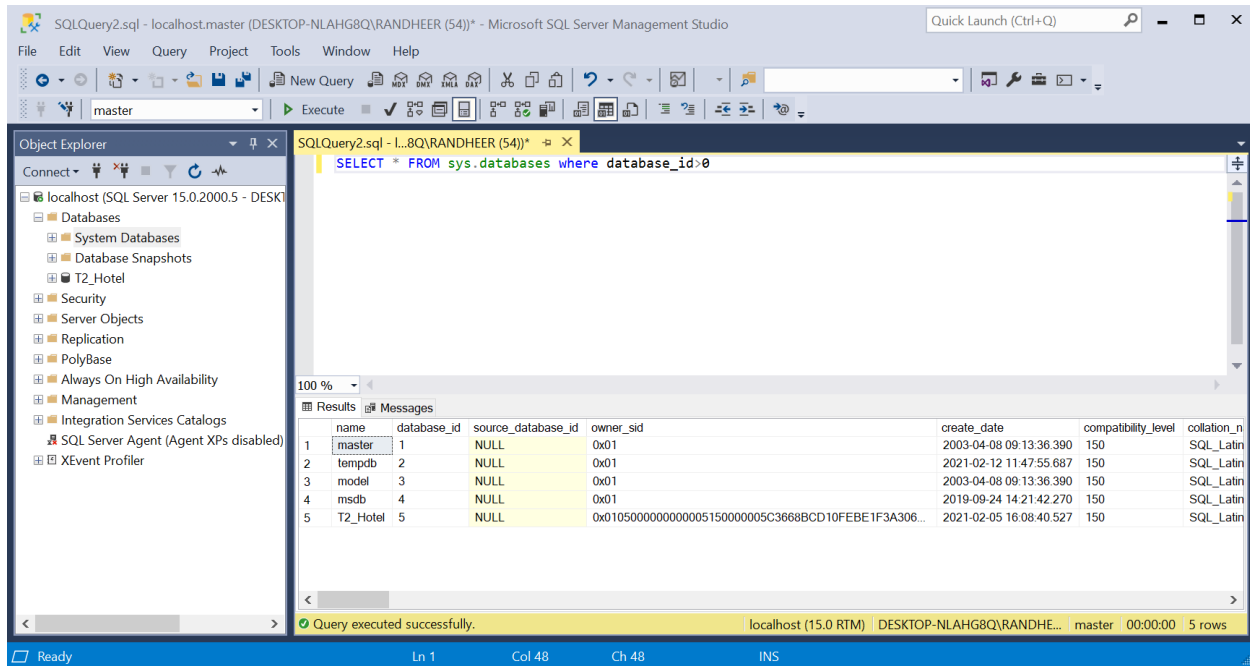 SQLQuery2.sql - localhost.master (DESKTOP-NLAHG8Q\RANDHEER (54))* - Microsoft SQL Server Management Studio
Quick Launch (Ctrl+Q)
File Edit View Query Project Tools Window Help
New Query MDX DMX XMLA DAX
master Execute
Object Explorer
SQLQuery2.sql - l...8Q\RANDHEER (54))*
Connect
SELECT * FROM sys.databases where database_id>0
localhost (SQL Server 15.0.2000.5 - DESKT
Databases
System Databases
Database Snapshots
T2_Hotel
Security
Server Objects
Replication
PolyBase
Always On High Availability
Management
Integration Services Catalogs
SQL Server Agent (Agent XPs disabled)
XEvent Profiler
100 %
Results Messages
name database_id source_database_id owner_sid create_date compatibility_level collation_n
1 master 1 NULL 0x01 2003-04-08 09:13:36.390 150 SQL_Latin
2 tempdb 2 NULL 0x01 2021-02-12 11:47:55.687 150 SQL_Latin
3 model 3 NULL 0x01 2003-04-08 09:13:36.390 150 SQL_Latin
4 msdb 4 NULL 0x01 2019-09-24 14:21:42.270 150 SQL_Latin
5 T2_Hotel 5 NULL 0x0105000000000005150000005C3668BCD10FEBE1F3A306... 2021-02-05 16:08:40.527 150 SQL_Latin
Query executed successfully.
localhost (15.0 RTM) DESKTOP-NLAHG8Q\RANDHE... master 00:00:00 5 rows
Ready Ln 1 Col 48 Ch 48 INS